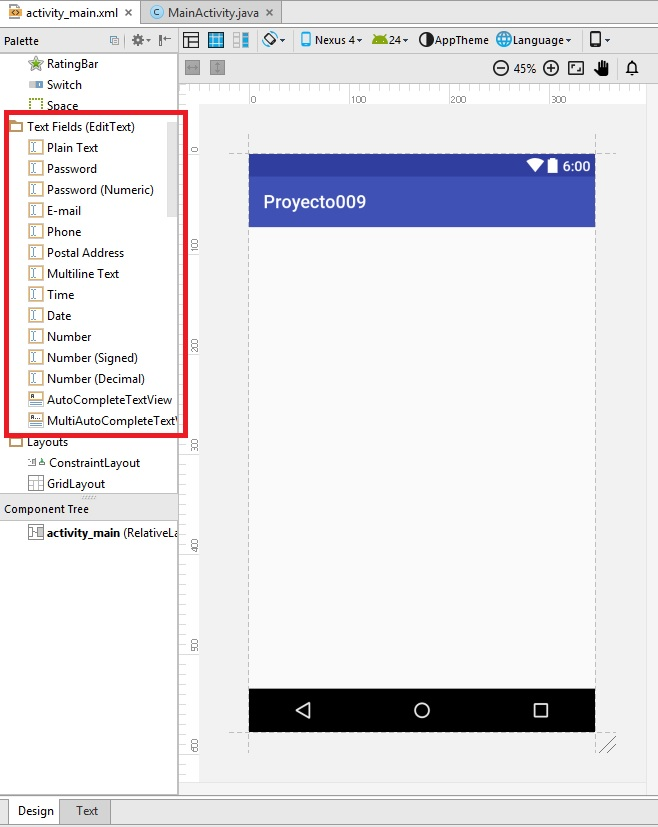 activity_main.xml
MainActivity.java
Palette
Nexus 4
24
AppTheme
Language
RatingBar
Switch
Space
45%
Text Fields (EditText)
Plain Text
Password
Password (Numeric)
E-mail
Phone
Postal Address
Multiline Text
Time
Date
Number
Number (Signed)
Number (Decimal)
AutoCompleteTextView
MultiAutoCompleteTextV
Layouts
ConstraintLayout
GridLayout
Component Tree
activity_main (RelativeLa
0
100
200
300
0
100
200
300
400
500
600
6:00
Proyecto009
Design
Text